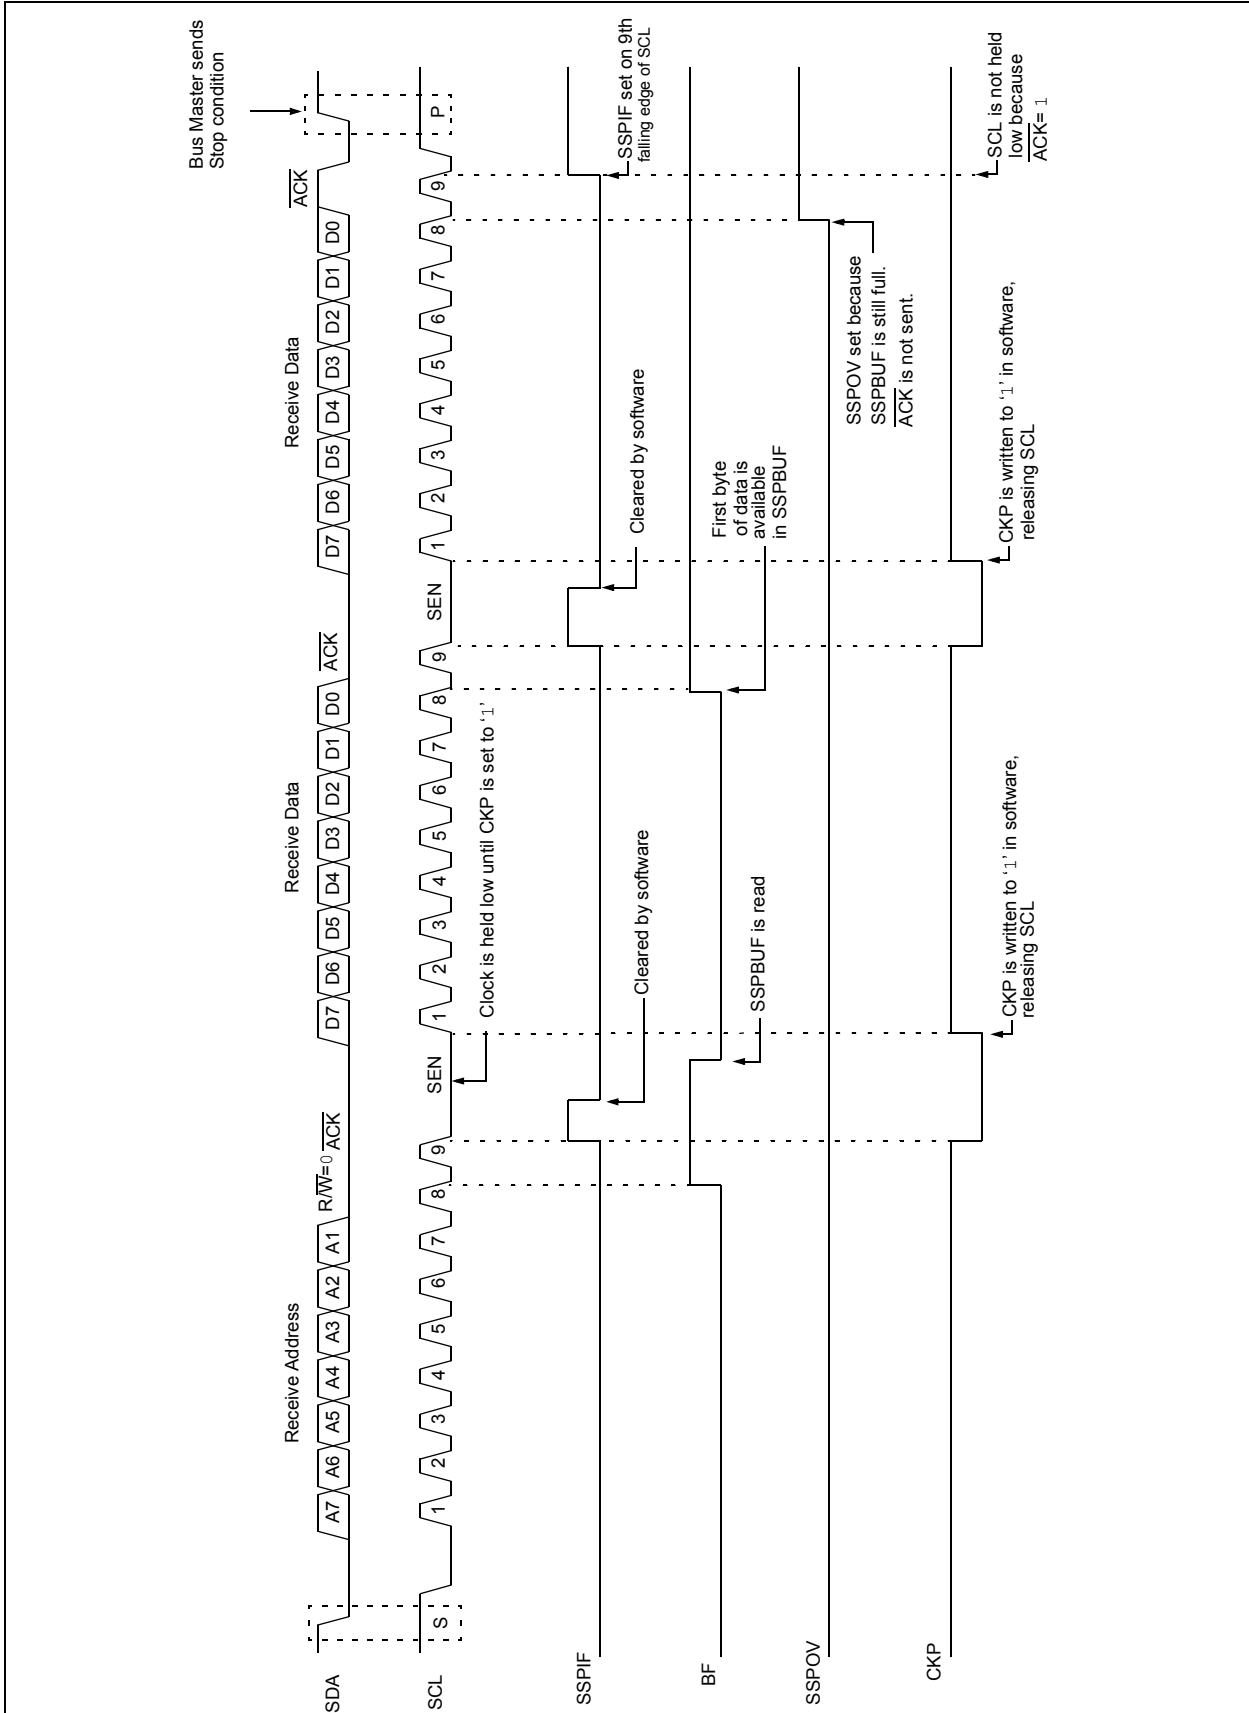 Bus Master sends
Stop condition
Receive Address
Receive Data
Receive Data
SDA
A7 A6 A5 A4 A3 A2 A1
R/W=0
ACK
D7 D6 D5 D4 D3 D2 D1 D0
ACK
D7 D6 D5 D4 D3 D2 D1 D0
ACK
SCL
S
1 2 3 4 5 6 7 8 9
SEN
1 2 3 4 5 6 7 8 9
SEN
1 2 3 4 5 6 7 8 9
P
Clock is held low until CKP is set to ‘1’
SSPIF
Cleared by software
Cleared by software
SSPIF set on 9th
falling edge of SCL
BF
SSPBUF is read
First byte
of data is
available
in SSPBUF
SSPOV
SSPOV set because
SSPBUF is still full.
ACK is not sent.
CKP
CKP is written to ‘1’ in software,
releasing SCL
CKP is written to ‘1’ in software,
releasing SCL
SCL is not held
low because
ACK= 1